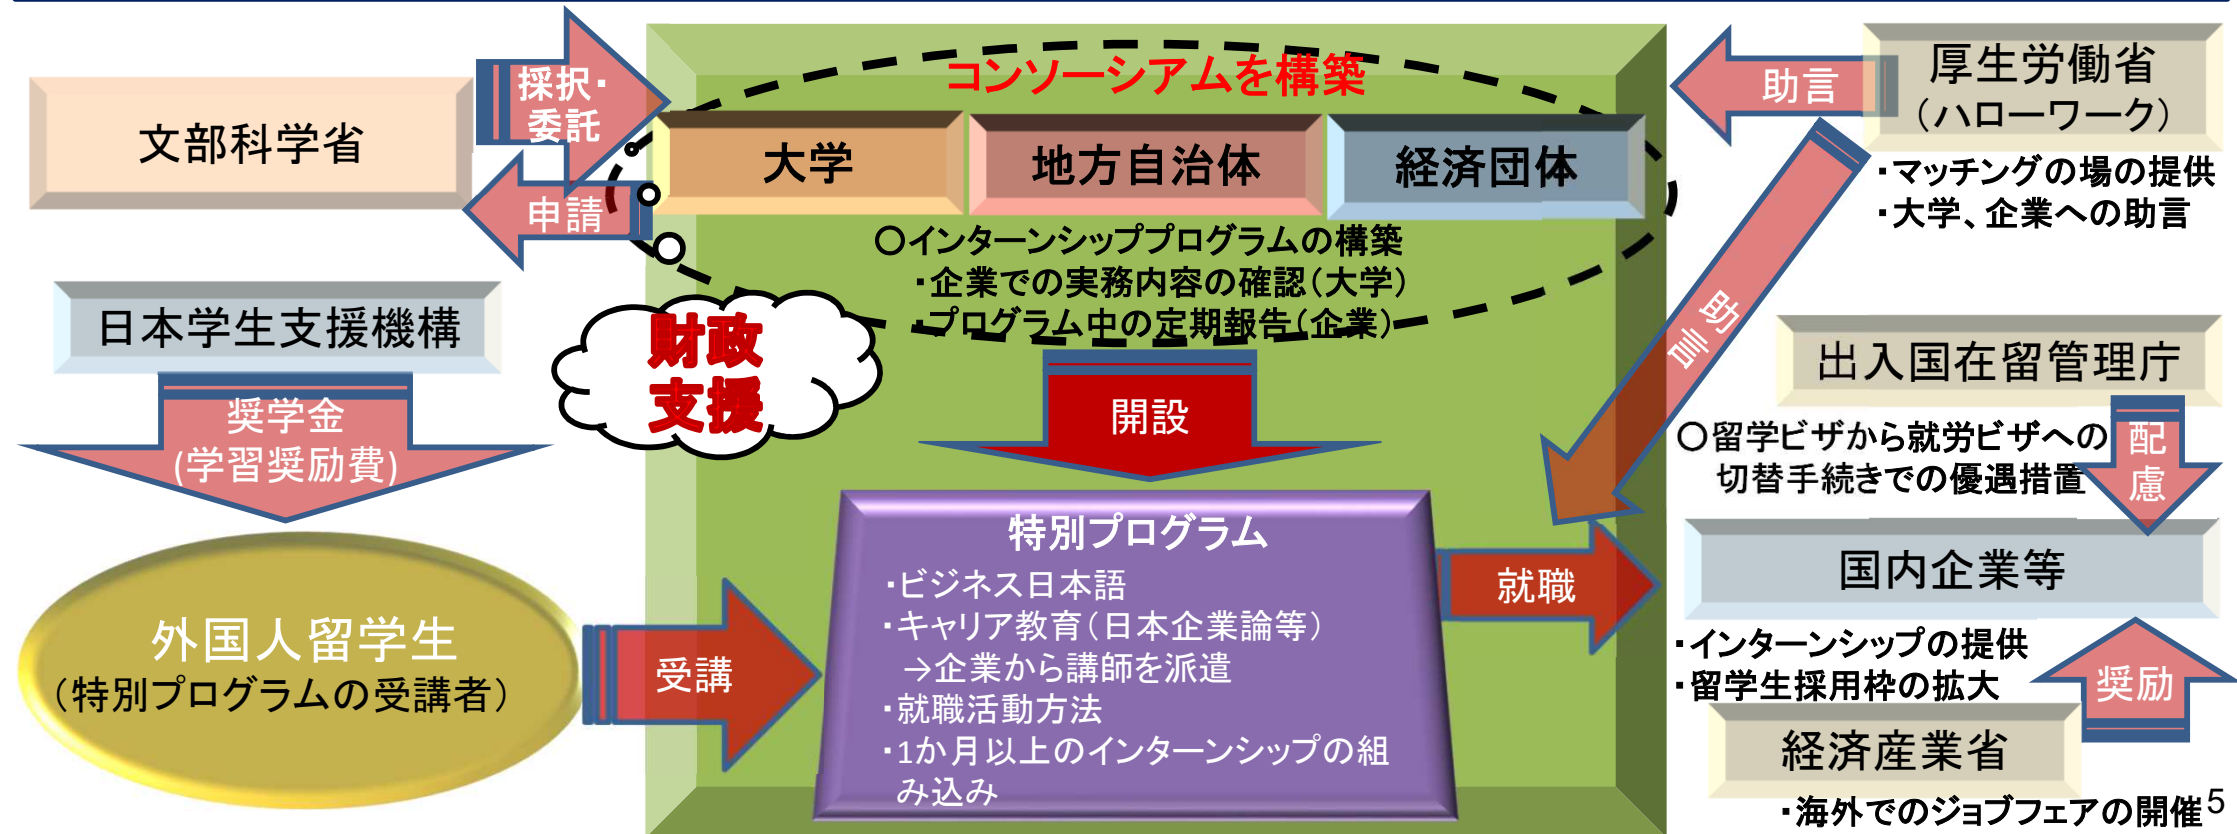 コンソーシアムを構築
文部科学省
採択・
委託
申請
大学
地方自治体
経済団体
〇インターンシッププログラムの構築
・企業での実務内容の確認（大学）
・プログラム中の定期報告（企業）
助言
厚生労働省
（ハローワーク）
・マッチングの場の提供
・大学、企業への助言
助言
日本学生支援機構
奨学金
(学習奨励費)
財政
支援
開設
出入国在留管理庁
〇留学ビザから就労ビザへの
切替手続きでの優遇措置
配
慮
外国人留学生
（特別プログラムの受講者）
受講
特別プログラム
・ビジネス日本語
・キャリア教育（日本企業論等）
→企業から講師を派遣
・就職活動方法
・1か月以上のインターンシップの組
み込み
就職
国内企業等
・インターンシップの提供
・留学生採用枠の拡大
奨励
経済産業省
・海外でのジョブフェアの開催
5